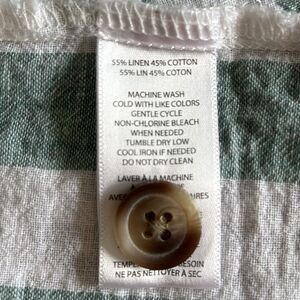 55% LINEN 45% COTTON
55% LIN 45% COTON
MACHINE WASH
COLD WITH LIKE COLORS
GENTLE CYCLE
NON-CHLORINE BLEACH
WHEN NEEDED
TUMBLE DRY LOW
COOL IRON IF NEEDED
DO NOT DRY CLEAN
LAVER À LA MACHINE
NE PAS NETTOYER À SEC